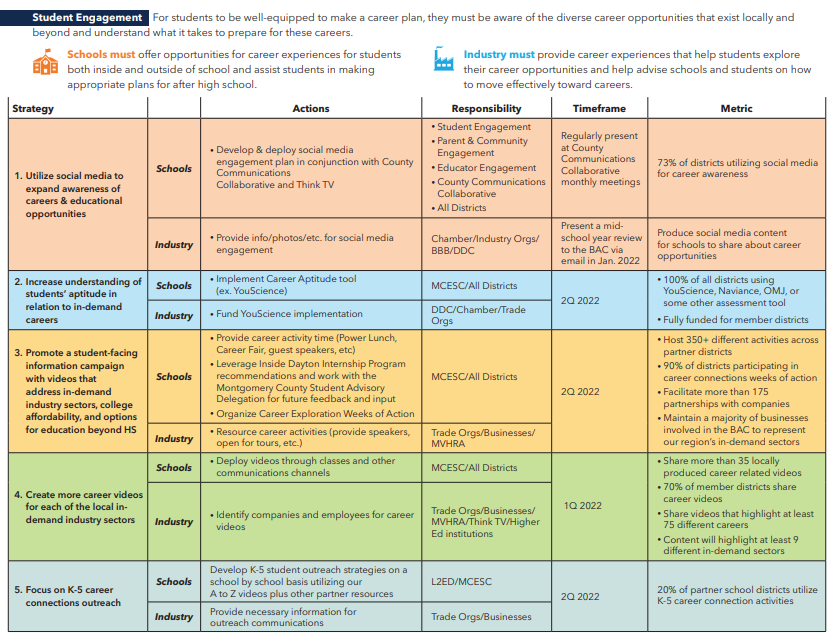 Student Engagement For students to be well-equipped to make a career plan, they must be aware of the diverse career opportunities that exist locally and
beyond and understand what it takes to prepare for these careers.
Schools must offer opportunities for career experiences for students
both inside and outside of school and assist students in making
appropriate plans for after high school.
Industry must provide career experiences that help students explore
their career opportunities and help advise schools and students on how
to move effectively toward careers.
Strategy Actions Responsibility Timeframe Metric
1. Utilize social media to
expand awareness of
careers & educational
opportunities
Schools
• Develop & deploy social media
engagement plan in conjunction with County
Communications
Collaborative and Think TV
• Student Engagement
• Parent & Community
Engagement
• Educator Engagement
• County Communications
Collaborative
• All Districts
Regularly present
at County
Communications
Collaborative
monthly meetings
73% of districts utilizing social media
for career awareness
Industry
• Provide info/photos/etc. for social media
engagement
Chamber/Industry Orgs/
BBB/DDC
Present a mid-
school year review
to the BAC via
email in Jan. 2022
Produce social media content
for schools to share about career
opportunities
2. Increase understanding of
students' aptitude in
relation to in-demand
careers
Schools
• Implement Career Aptitude tool
(ex. YouScience)
MCESC/All Districts
2Q 2022
• 100% of all districts using
YouScience, Naviance, OMJ, or
some other assessment tool
• Fully funded for member districts
Industry
• Fund YouScience implementation
DDC/Chamber/Trade
Orgs
3. Promote a student-facing
information campaign
with videos that
address in-demand
industry sectors, college
affordability, and options
for education beyond HS
Schools
• Provide career activity time (Power Lunch,
Career Fair, guest speakers, etc)
• Leverage Inside Dayton Internship Program
recommendations and work with the
Montgomery County Student Advisory
Delegation for future feedback and input
• Organize Career Exploration Weeks of Action
MCESC/All Districts
2Q 2022
• Host 350+ different activities across
partner districts
• 90% of districts participating in
career connections weeks of action
• Facilitate more than 175
partnerships with companies
• Maintain a majority of businesses
involved in the BAC to represent
our region's in-demand sectors
Industry
• Resource career activities (provide speakers,
open for tours, etc.)
Trade Orgs/Businesses/
MVHRA
4. Create more career videos
for each of the local in-
demand industry sectors
Schools
• Deploy videos through classes and other
communications channels
MCESC/All Districts
1Q 2022
• Share more than 35 locally
produced career related videos
• 70% of member districts share
career videos
• Share videos that highlight at least
75 different careers
• Content will highlight at least 9
different in-demand sectors
Industry
• Identify companies and employees for career
videos
Trade Orgs/Businesses/
MVHRA/Think TV/Higher
Ed institutions
5. Focus on K-5 career
connections outreach
Schools
Develop K-5 student outreach strategies on a
school by school basis utilizing our
A to Z videos plus other partner resources
L2ED/MCESC
2Q 2022
20% of partner school districts utilize
K-5 career connection activities
Industry
Provide necessary information for
outreach communications
Trade Orgs/Businesses